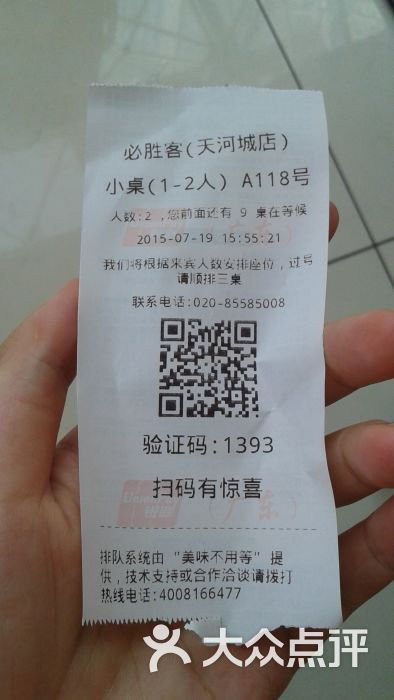 必胜客(天河城店)
小桌(1-2人) A118号
人数:2 ,您前面还有 9 桌在等候
2015-07-19 15:55:21
我们将根据来宾人数安排座位，过号
请顺排三桌
联系电话:020-85585008
验证码:1393
扫码有惊喜
Union
银联
广东
排队系统由“美味不用等”提
供，技术支持或合作洽谈请拨打
热线电话:4008166477
大众点评